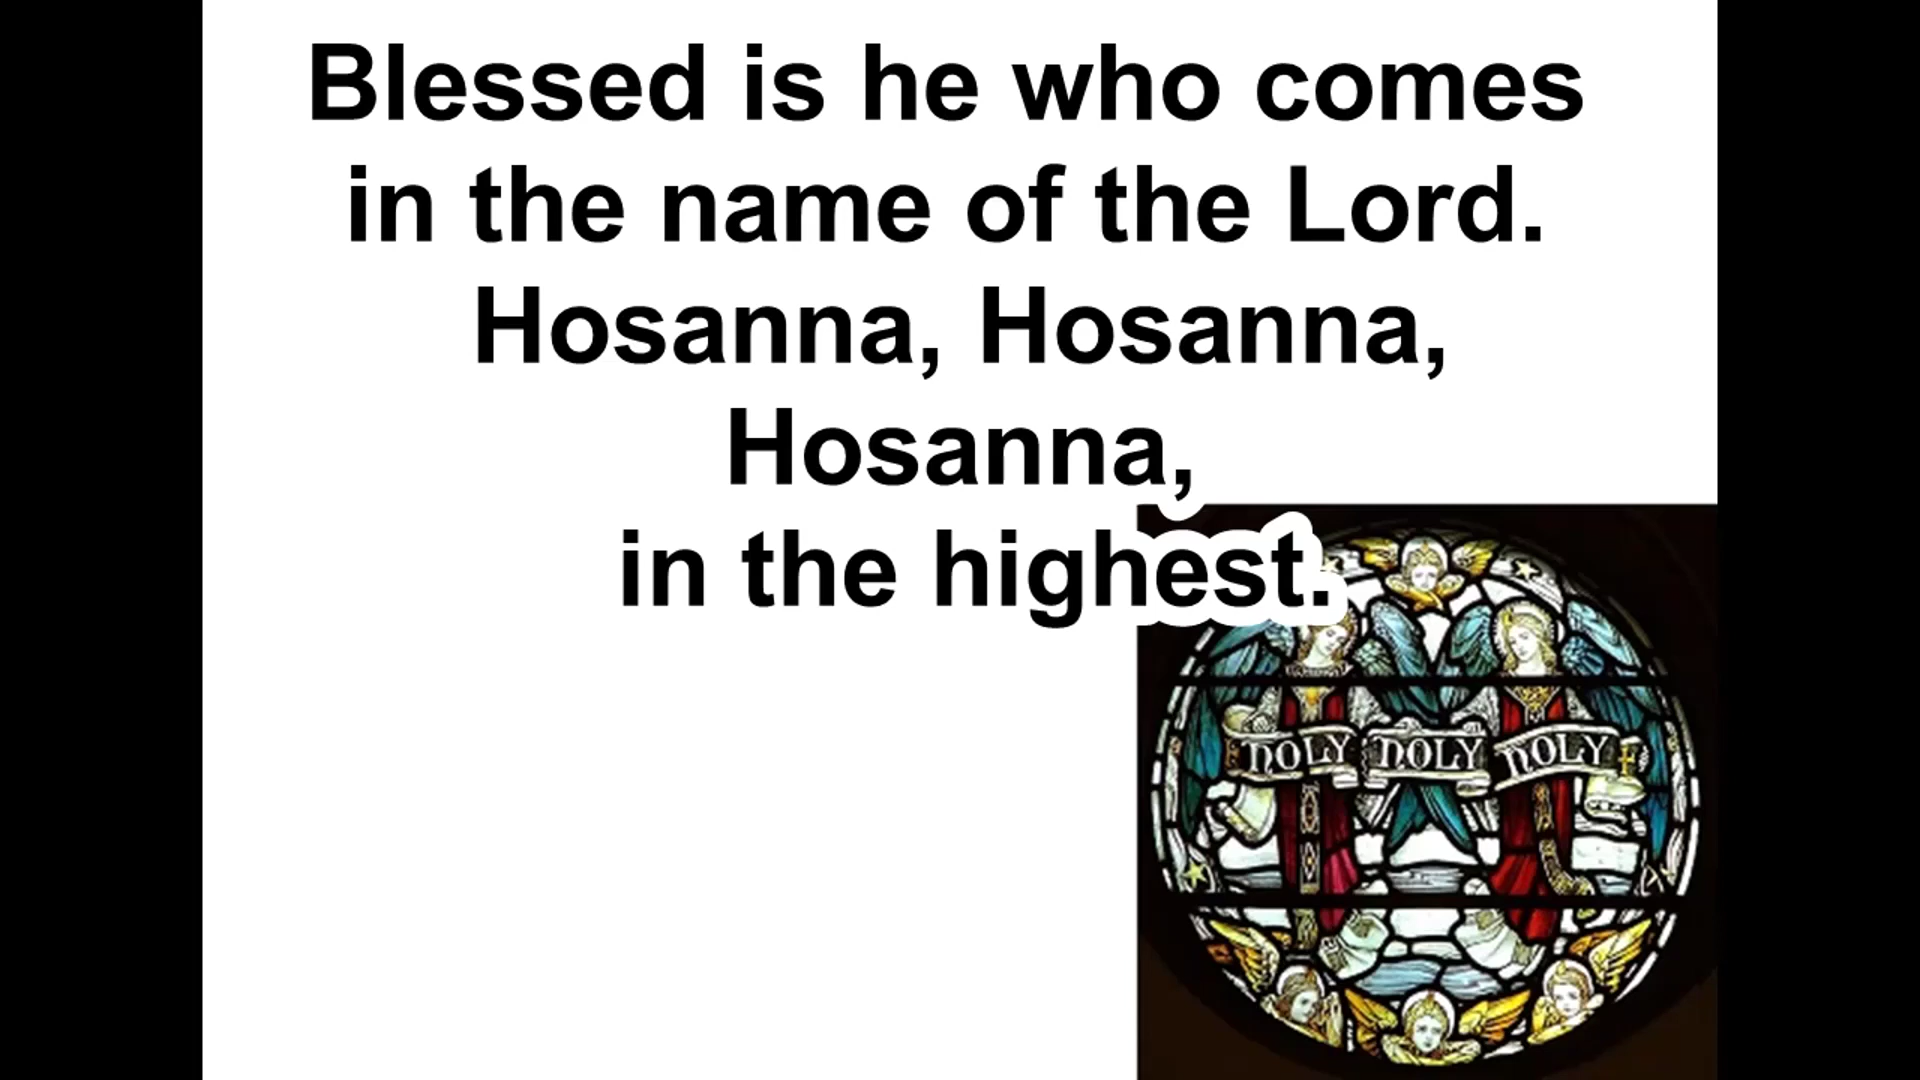 Blessed is he who comes
in the name of the Lord.
Hosanna, Hosanna,
Hosanna,
in the highest.
HOLY HOLY HOLY